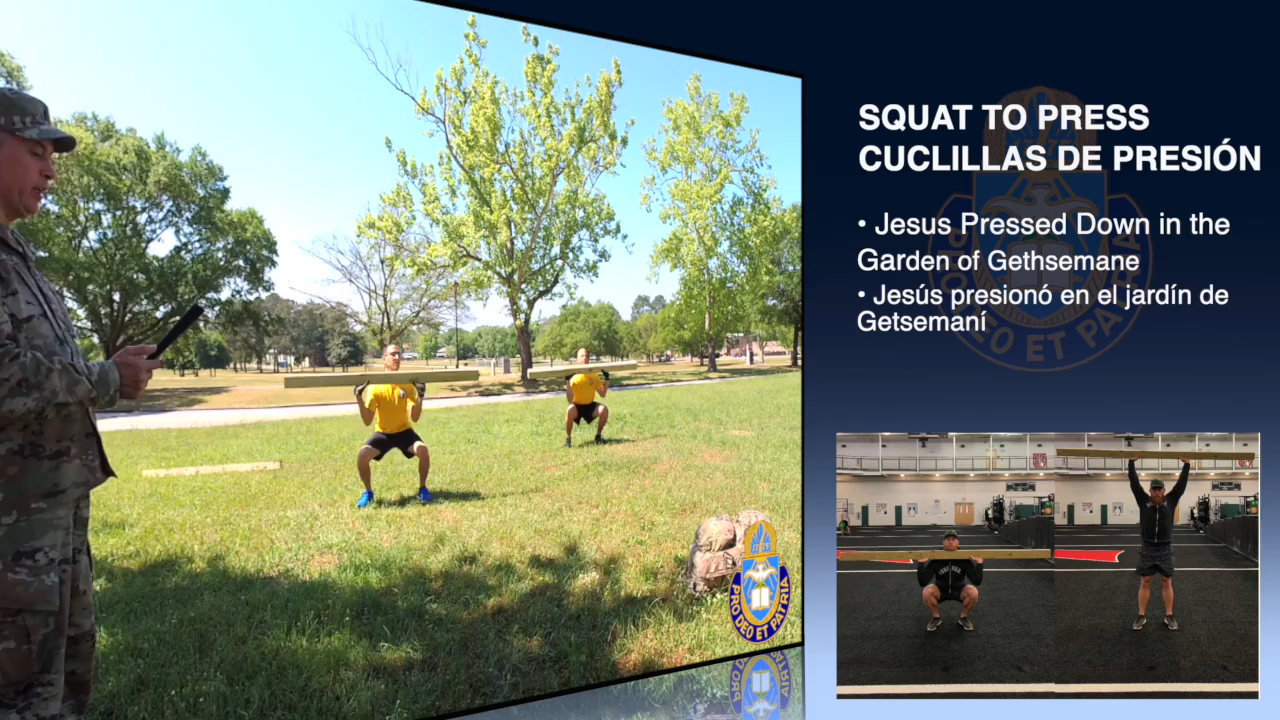 SQUAT TO PRESS
CUCLILLAS DE PRESIÓN
• Jesus Pressed Down in the
Garden of Gethsemane
• Jesús presionó en el jardín de
Getsemaní
PRO DEO ET PATRIA